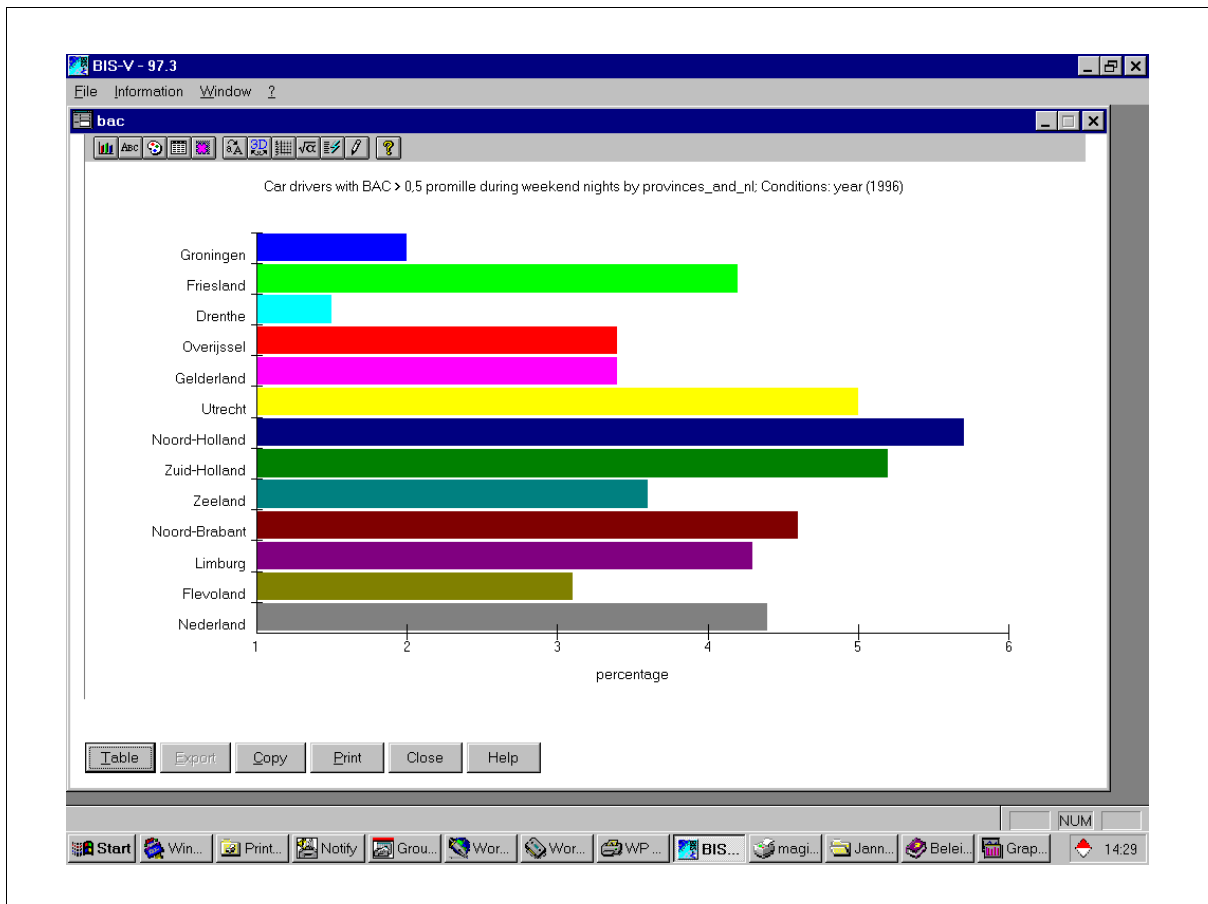 BIS-V - 97.3
File Information Window ?
bac
ABC
3D
Car drivers with BAC > 0,5 promille during weekend nights by provinces_and_nl; Conditions: year (1996)
Groningen
Friesland
Drenthe
Overijssel
Gelderland
Utrecht
Noord-Holland
Zuid-Holland
Zeeland
Noord-Brabant
Limburg
Flevoland
Nederland
1 2 3 4 5 6
percentage
Table Export Copy Print Close Help
NUM
Start Win... Print... Notify Grou... Wor... Wor... WP ... BIS... magi... Jann... Belei... Grap... 14:29